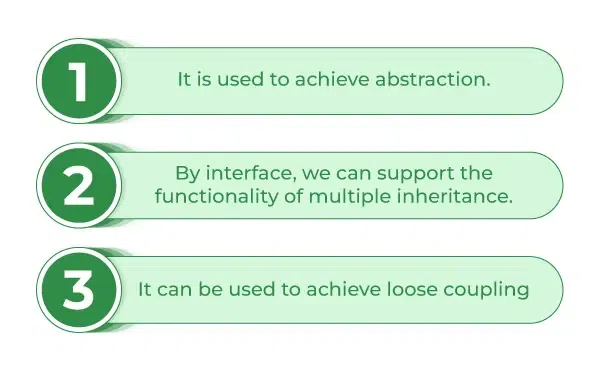 1
It is used to achieve abstraction.
2
By interface, we can support the
functionality of multiple inheritance.
3
It can be used to achieve loose coupling